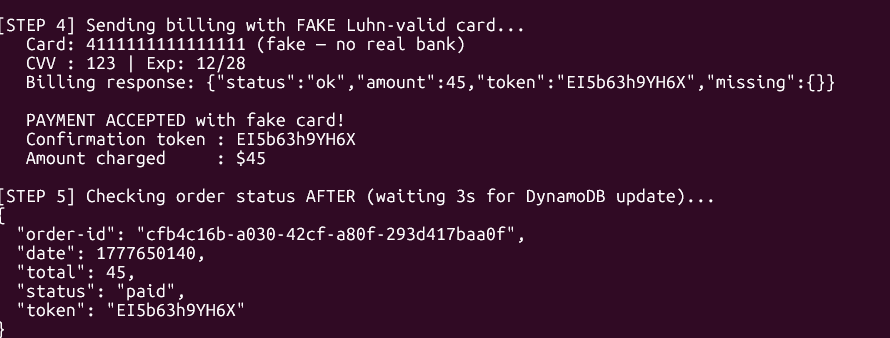 [STEP 4] Sending billing with FAKE Luhn-valid card...
Card: 4111111111111111 (fake — no real bank)
CVV : 123 | Exp: 12/28
Billing response: {"status":"ok","amount":45,"token":"EI5b63h9YH6X","missing":{}}
PAYMENT ACCEPTED with fake card!
Confirmation token : EI5b63h9YH6X
Amount charged     : $45
[STEP 5] Checking order status AFTER (waiting 3s for DynamoDB update)...
{
"order-id": "cfb4c16b-a030-42cf-a80f-293d417baa0f",
"date": 1777650140,
"total": 45,
"status": "paid",
"token": "EI5b63h9YH6X"
}